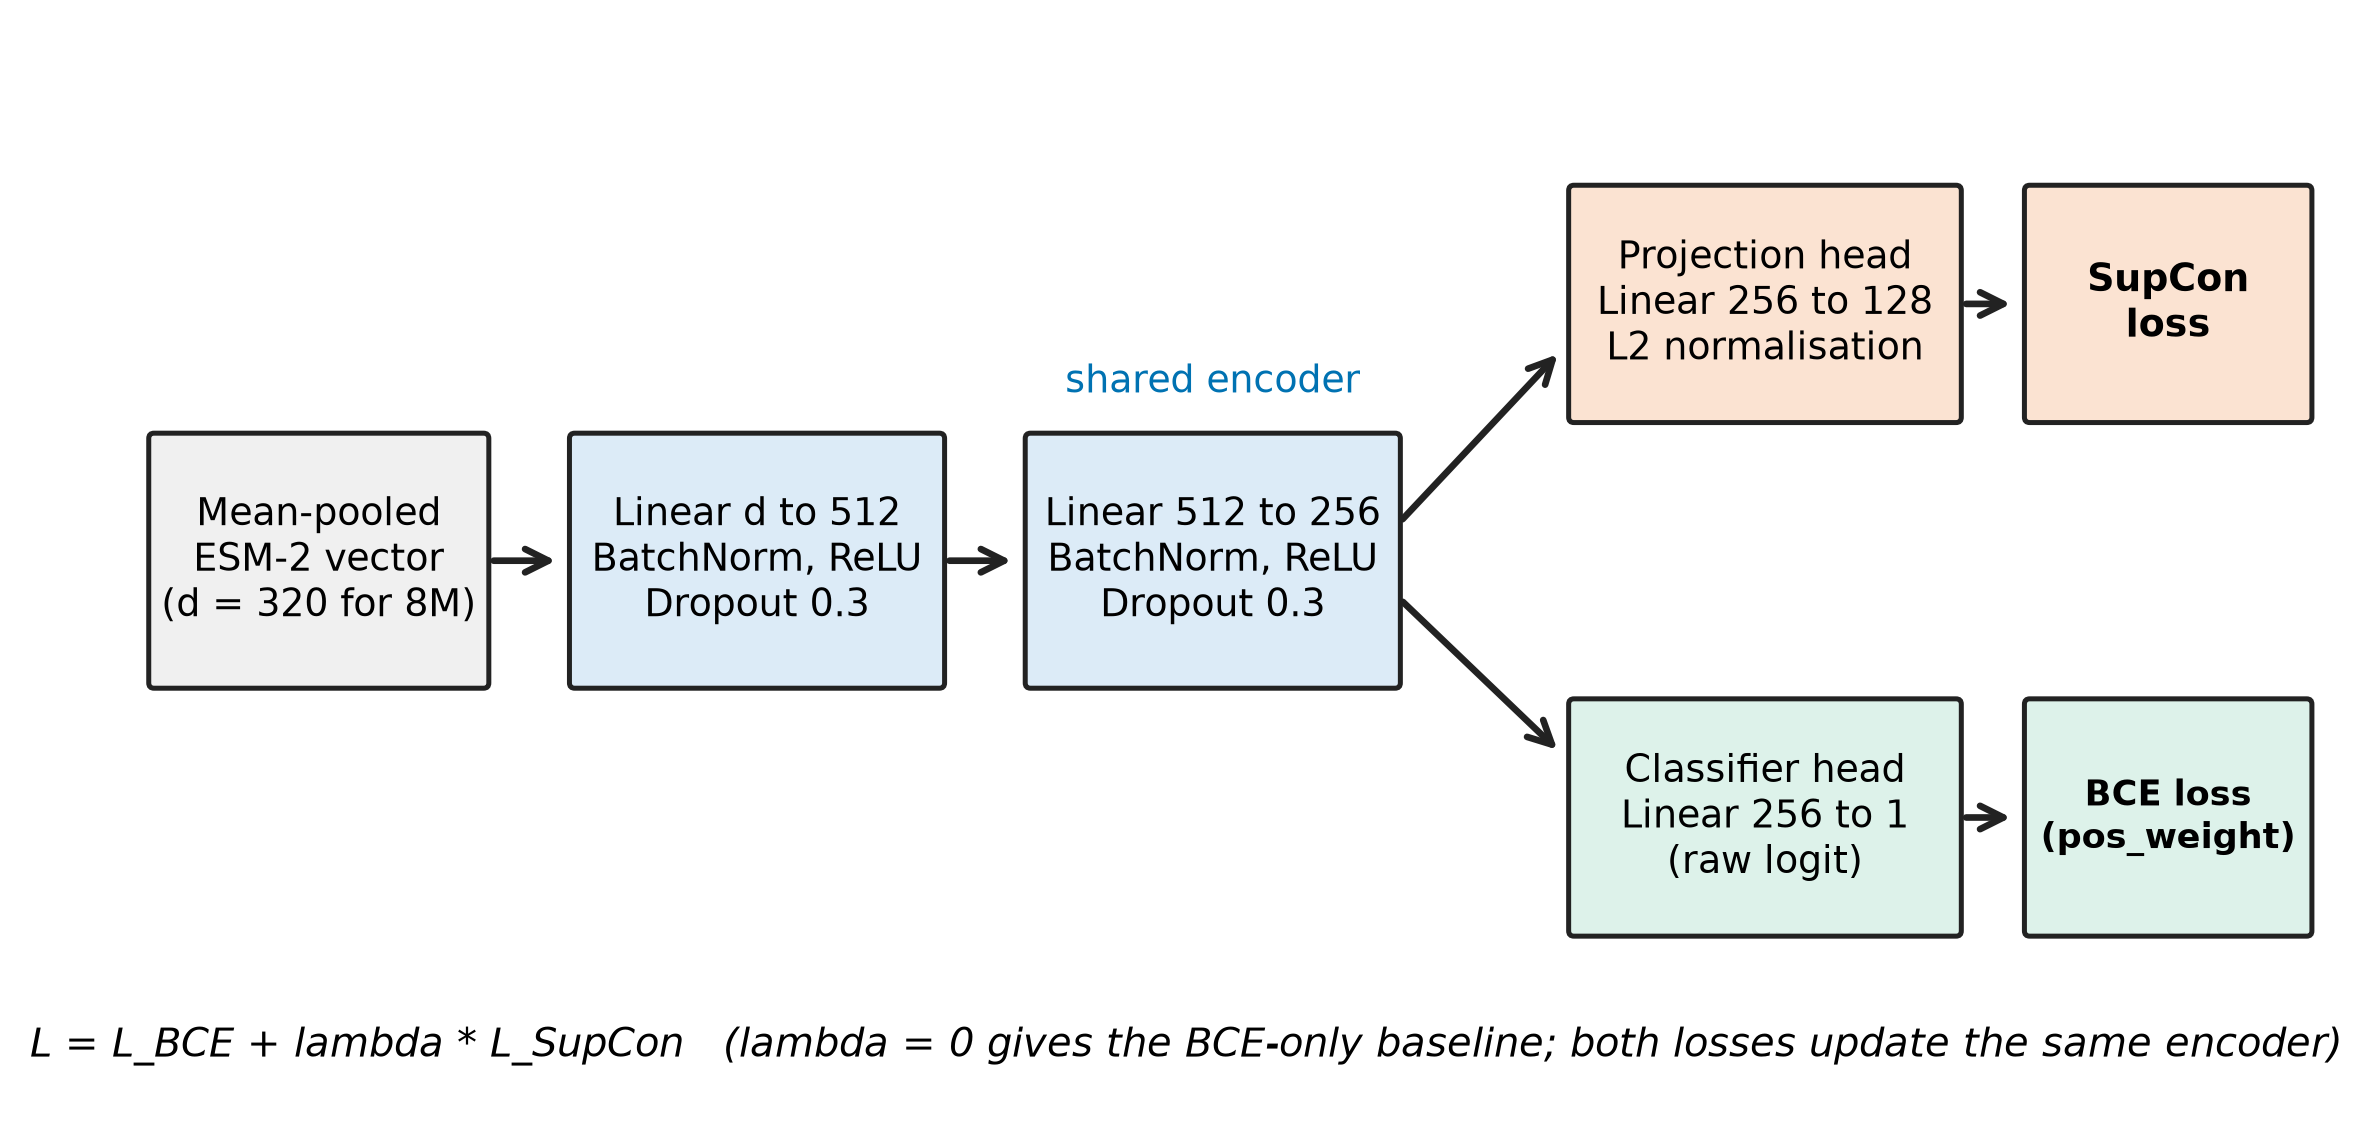 Mean-pooled
ESM-2 vector
(d = 320 for 8M)
Linear d to 512
BatchNorm, ReLU
Dropout 0.3
shared encoder
Linear 512 to 256
BatchNorm, ReLU
Dropout 0.3
Projection head
Linear 256 to 128
L2 normalisation
SupCon
loss
Classifier head
Linear 256 to 1
(raw logit)
BCE loss
(pos_weight)
L = L_BCE + lambda * L_SupCon (lambda = 0 gives the BCE-only baseline; both losses update the same encoder)